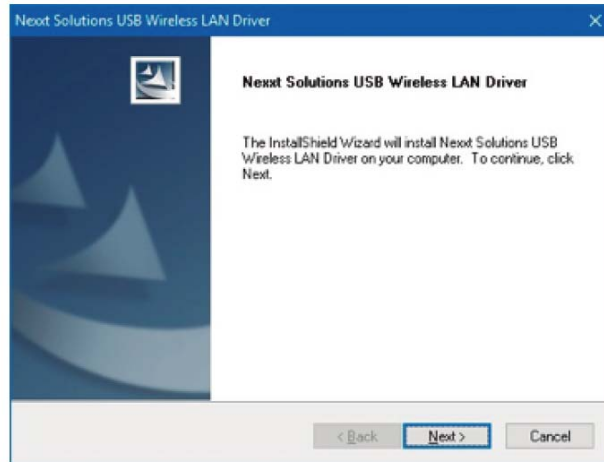 Nexxt Solutions USB Wireless LAN Driver
Nexxt Solutions USB Wireless LAN Driver
The InstallShield Wizard will install Nexxt Solutions USB
Wireless LAN Driver on your computer.  To continue, click
Next.
< Back Next > Cancel